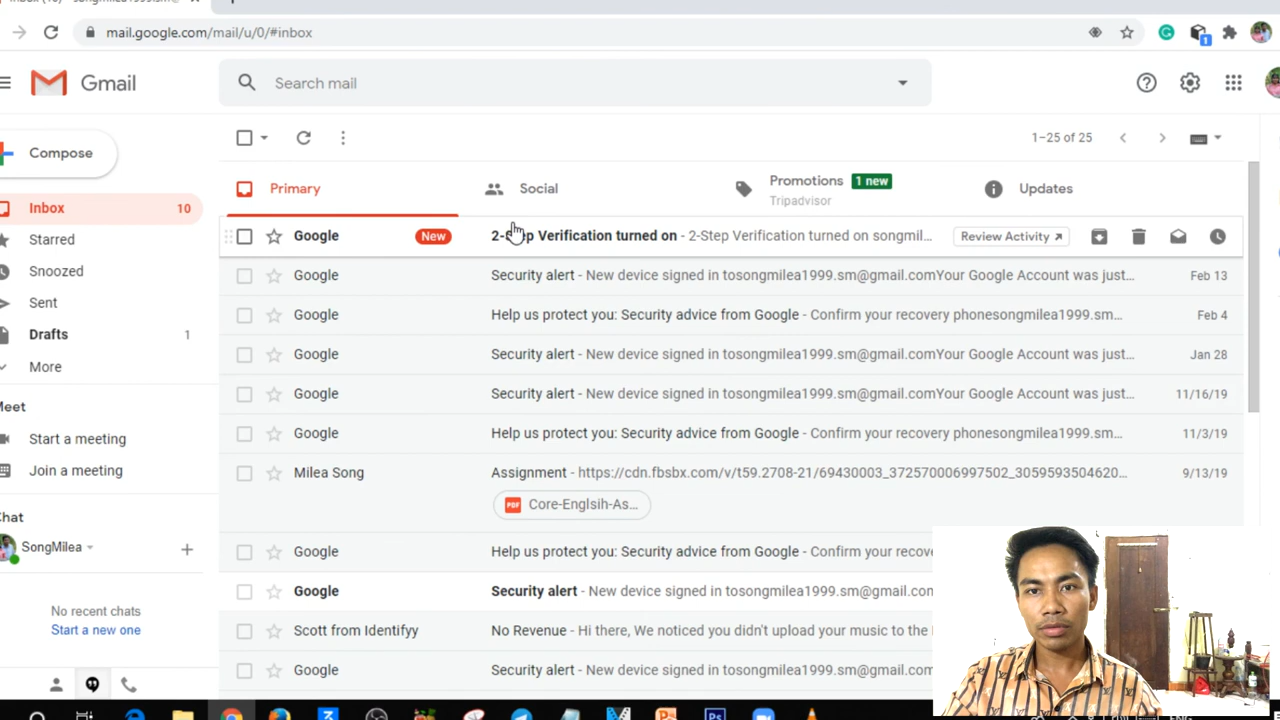 mail.google.com/mail/u/0/#inbox
1
Gmail
Search mail
Compose
1–25 of 25
Primary
Social
Promotions 1 new
Tripadvisor
Updates
Inbox 10
Starred
Snoozed
Sent
Drafts 1
More
Meet
Start a meeting
Join a meeting
Chat
SongMilea
No recent chats
Start a new one
Google New 2-Step Verification turned on - 2-Step Verification turned on songmil... Review Activity
Google Security alert - New device signed in tosongmilea1999.sm@gmail.comYour Google Account was just... Feb 13
Google Help us protect you: Security advice from Google - Confirm your recovery phonesongmilea1999.sm... Feb 4
Google Security alert - New device signed in tosongmilea1999.sm@gmail.comYour Google Account was just... Jan 28
Google Security alert - New device signed in tosongmilea1999.sm@gmail.comYour Google Account was just... 11/16/19
Google Help us protect you: Security advice from Google - Confirm your recovery phonesongmilea1999.sm... 11/3/19
Milea Song Assignment - https://cdn.fbsbx.com/v/t59.2708-21/69430003_372570006997502_3059593504620... 9/13/19
PDF Core-Englsih-As...
Google Help us protect you: Security advice from Google - Confirm your recove
Google Security alert - New device signed in tosongmilea1999.sm@gmail.com
Scott from Identifyy No Revenue - Hi there, We noticed you didn't upload your music to the
Google Security alert - New device signed in tosongmilea1999.sm@gmail.com